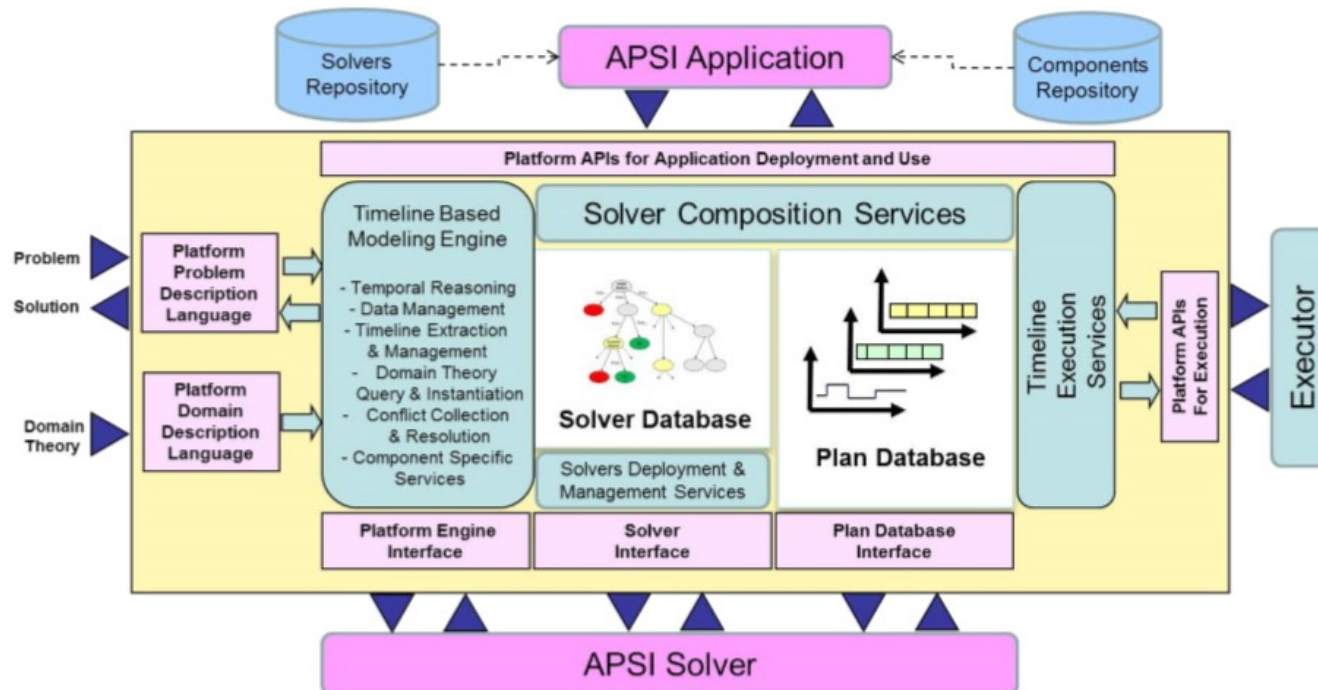 Solvers
Repository
APSI Application
Components
Repository
Platform APIs for Application Deployment and Use
Problem
Solution
Platform
Problem
Description
Language
Domain
Theory
Platform
Domain
Description
Language
Timeline Based
Modeling Engine
- Temporal Reasoning
- Data Management
- Timeline Extraction
& Management
- Domain Theory
Query & Instantiation
- Conflict Collection
& Resolution
- Component Specific
Services
Solver Composition Services
Solver Database
Solvers Deployment &
Management Services
Plan Database
Timeline
Execution
Services
Platform APIs
For Execution
Executor
Platform Engine
Interface
Solver
Interface
Plan Database
Interface
APSI Solver